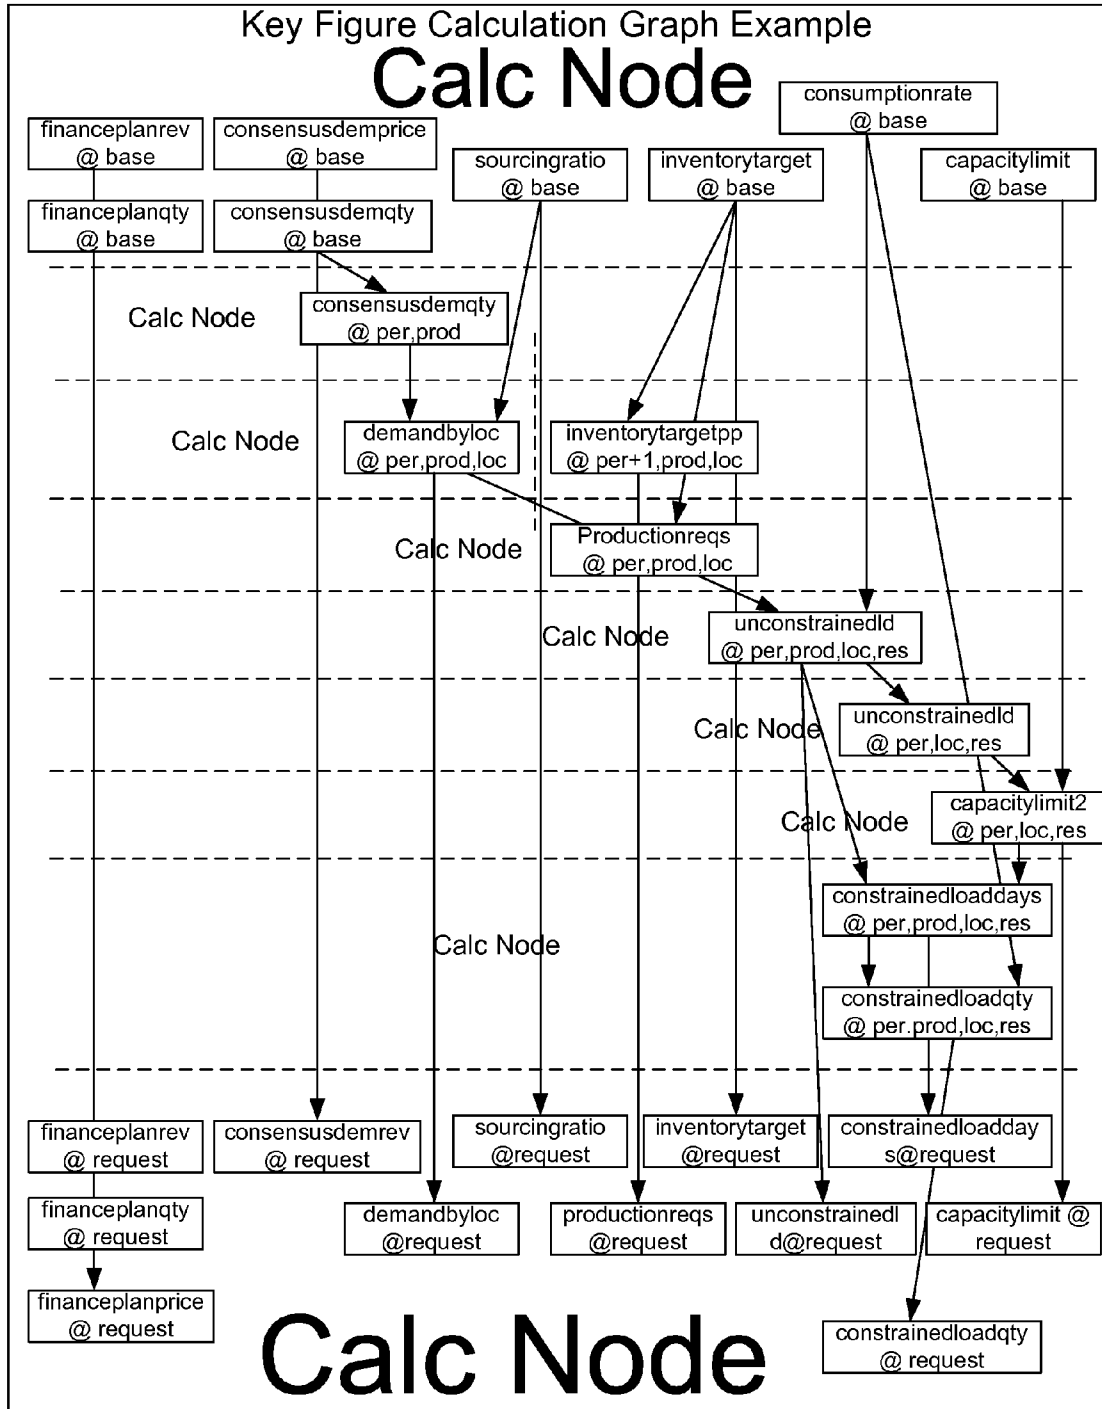 Key Figure Calculation Graph Example
Calc Node
consumptionrate
@ base
financeplanrev
@ base
consensusdemprice
@ base
sourcingratio
@ base
inventorytarget
@ base
capacitylimit
@ base
financeplanqty
@ base
consensusdemqty
@ base
Calc Node
consensusdemqty
@ per,prod
Calc Node
demandbyloc
@ per,prod,loc
inventorytargetpp
@ per+1,prod,loc
Calc Node
Productionreqs
@ per,prod,loc
Calc Node
unconstrainedld
@ per,prod,loc,res
Calc Node
unconstrainedld
@ per,loc,res
Calc Node
capacitylimit2
@ per,loc,res
constrainedloaddays
@ per,prod,loc,res
Calc Node
constrainedloadqty
@ per.prod,loc,res
financeplanrev
@ request
consensusdemrev
@ request
sourcingratio
@request
inventorytarget
@request
constrainedloadday
s@request
financeplanqty
@ request
demandbyloc
@request
productionreqs
@request
unconstrainedl
d@request
capacitylimit @
request
financeplanprice
@ request
constrainedloadqty
@ request
Calc Node